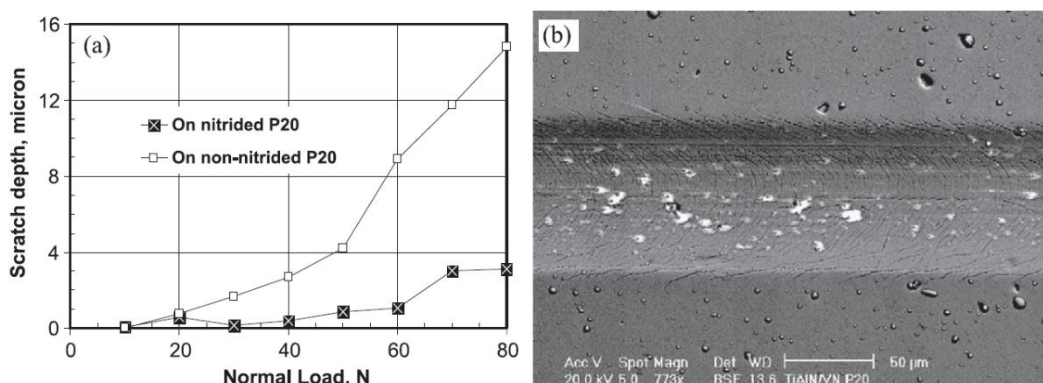 (a)
16
12
8
4
0
Scratch depth, micron
On nitrided P20
On non-nitrided P20
0 20 40 60 80
Normal Load, N
(b)
Acc V Spot Magn Det WD 50 µm
20.0 kV 5.0 773x BSE 13.6 TiAlN/VN P20